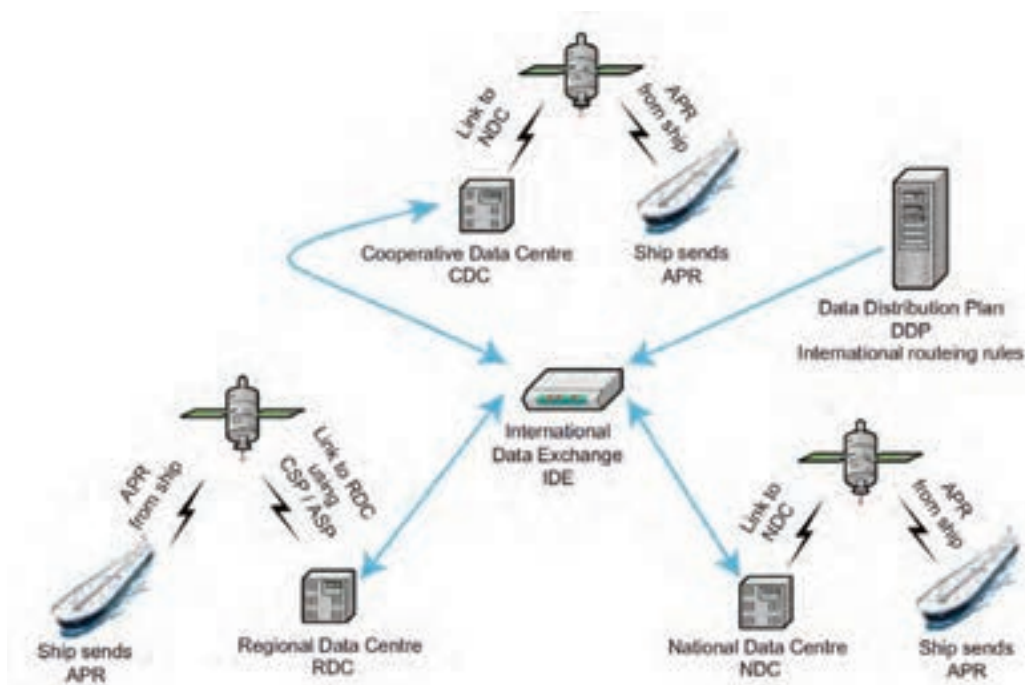 Link to
NDC
APR
from ship
Cooperative Data Centre
CDC
Ship sends
APR
Data Distribution Plan
DDP
International routeing rules
International
Data Exchange
IDE
APR
from ship
Link to RDC
using
CSP / ASP
Ship sends
APR
Regional Data Centre
RDC
Link to
NDC
APR
from ship
National Data Centre
NDC
Ship sends
APR